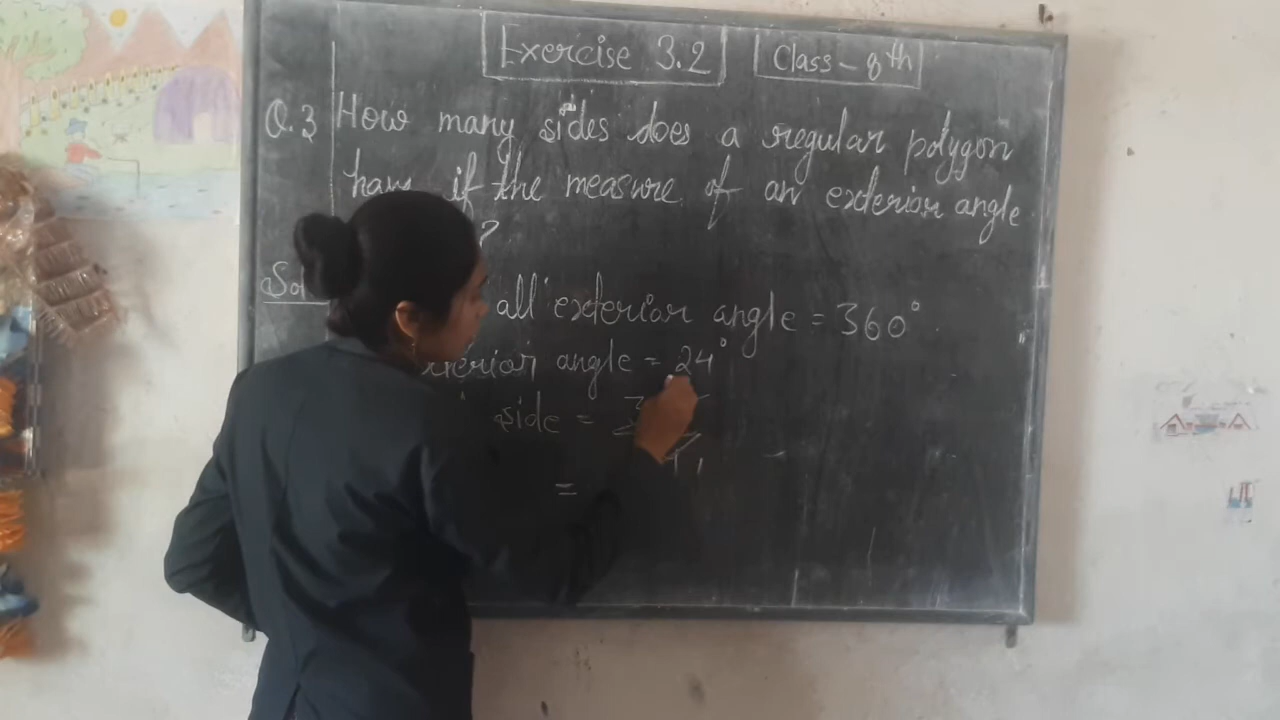 Exercise 3.2 Class - 8th
Q.3 How many sides does a regular polygon
have if the measure of an exterior angle
?
Sol
all exterior angle = 360°
exterior angle = 24°
side =
=